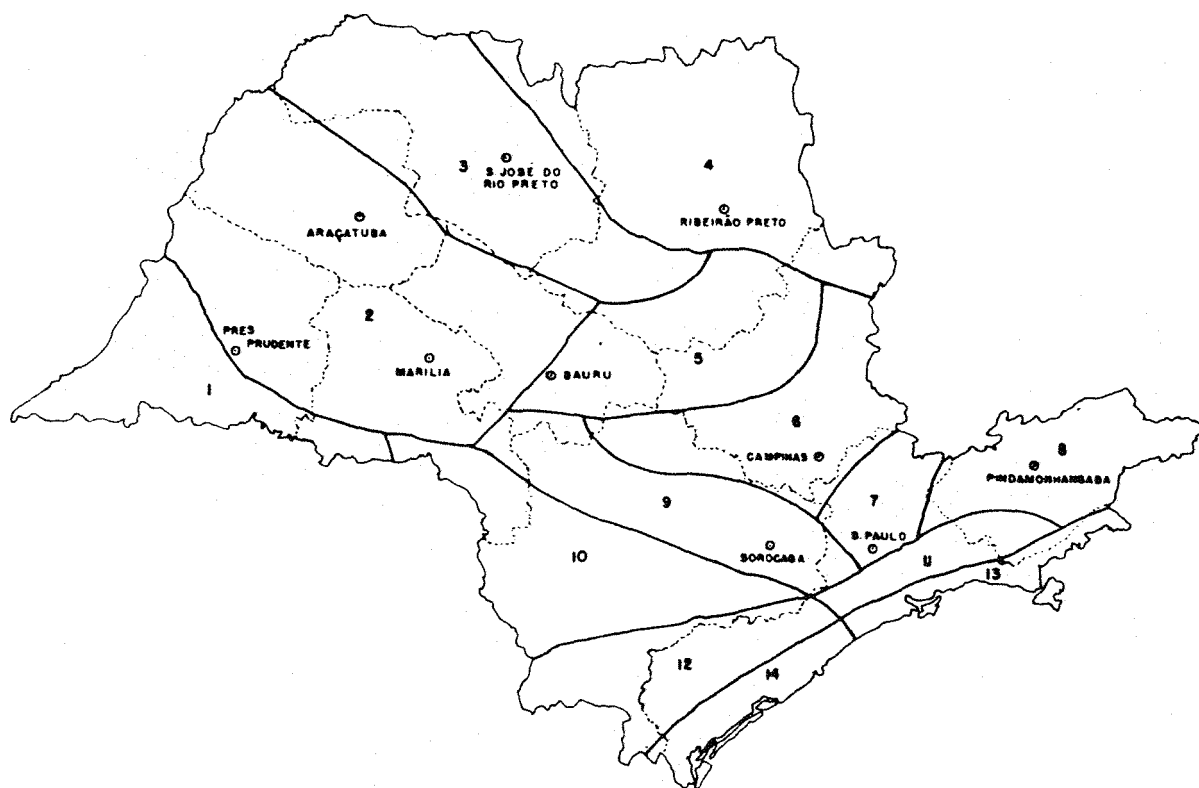 3
S. JOSÉ DO
RIO PRETO
4
RIBEIRÃO PRETO
ARAÇATUBA
2
PRES
PRUDENTE
MARILIA
BAURU
5
1
6
CAMPINAS
8
PINDAMONHANGABA
7
9
S. PAULO
SOROCABA
10
11
13
12
14